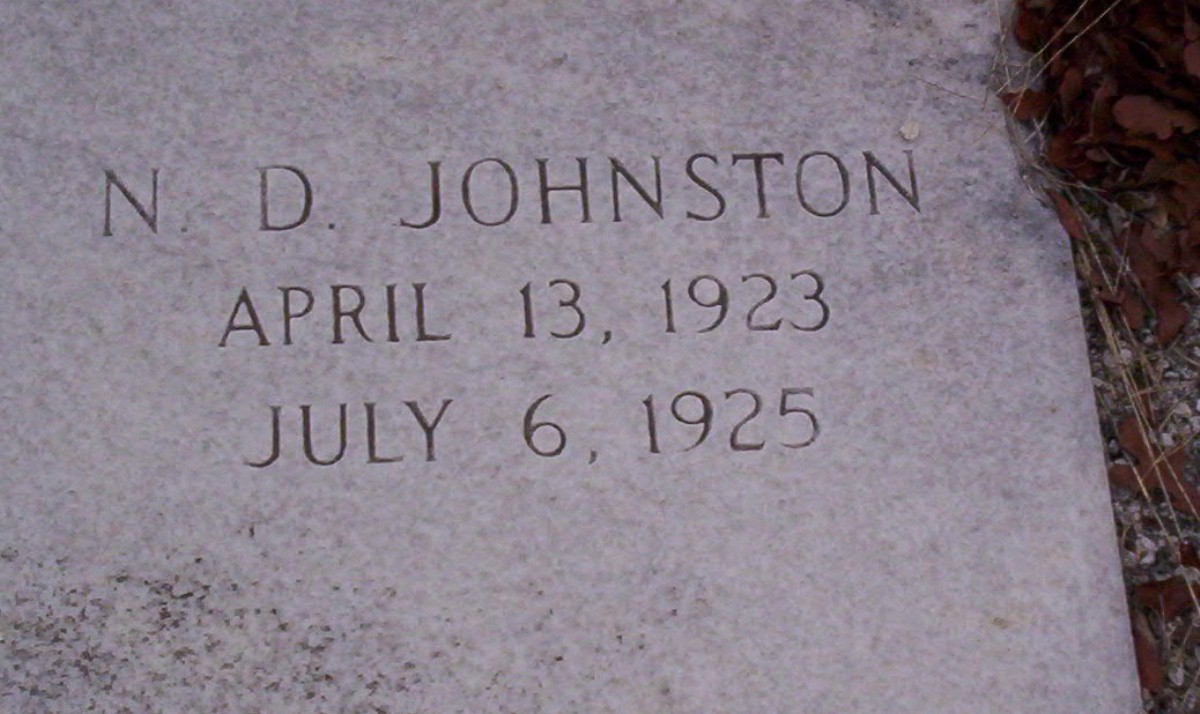 N. D. JOHNSTON
APRIL 13, 1923
JULY 6, 1925